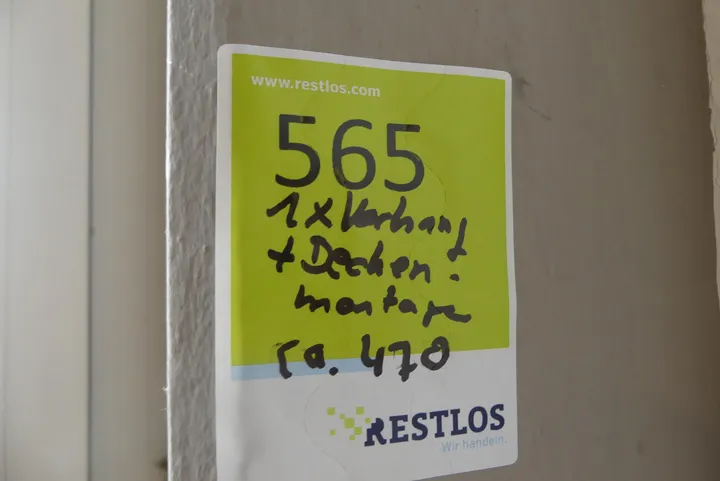 www.restlos.com
565
1x Vorhang
+ Decken-
montage
ca. 470
RESTLOS
Wir handeln.